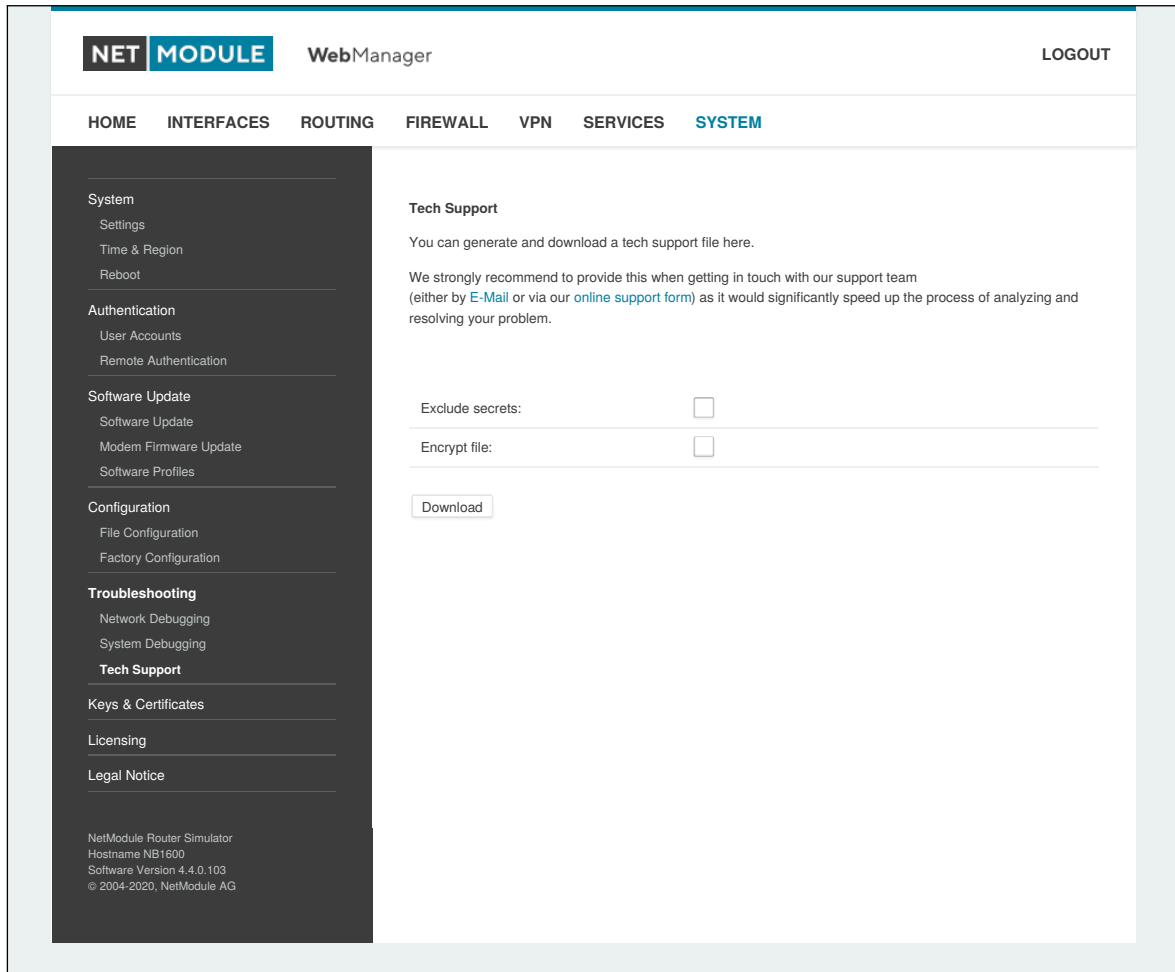 NET MODULE WebManager LOGOUT
HOME INTERFACES ROUTING FIREWALL VPN SERVICES SYSTEM
System
Settings
Time & Region
Reboot
Authentication
User Accounts
Remote Authentication
Software Update
Software Update
Modem Firmware Update
Software Profiles
Configuration
File Configuration
Factory Configuration
Troubleshooting
Network Debugging
System Debugging
Tech Support
Keys & Certificates
Licensing
Legal Notice
NetModule Router Simulator
Hostname NB1600
Software Version 4.4.0.103
© 2004-2020, NetModule AG
Tech Support
You can generate and download a tech support file here.
We strongly recommend to provide this when getting in touch with our support team
(either by E-Mail or via our online support form) as it would significantly speed up the process of analyzing and
resolving your problem.
Exclude secrets:
Encrypt file:
Download